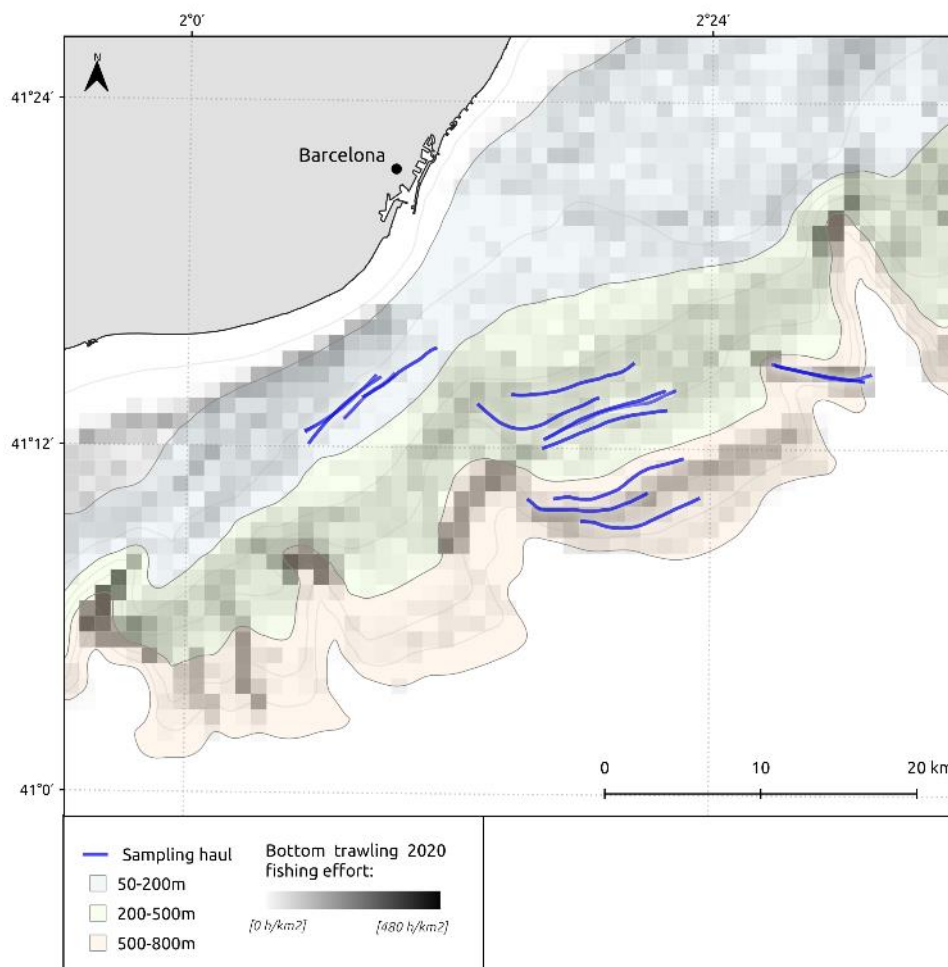 2°0′ 2°24′
N
41°24′
Barcelona
41°12′
0 10 20 km
41°0′
Sampling haul
50-200m
200-500m
500-800m
Bottom trawling 2020
fishing effort:
[0 h/km2] [480 h/km2]